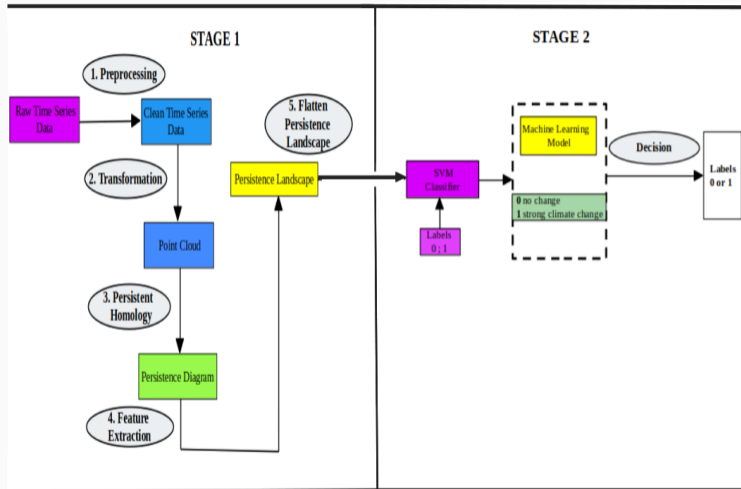 STAGE 1
1. Preprocessing
Raw Time Series
Data
Clean Time Series
Data
2. Transformation
Point Cloud
3. Persistent
Homology
Persistence Diagram
4. Feature
Extraction
5. Flatten
Persistence
Landscape
Persistence Landscape
STAGE 2
SVM
Classifier
Labels
0 ; 1
Machine Learning
Model
0 no change
1 strong climate change
Decision
Labels
0 or 1